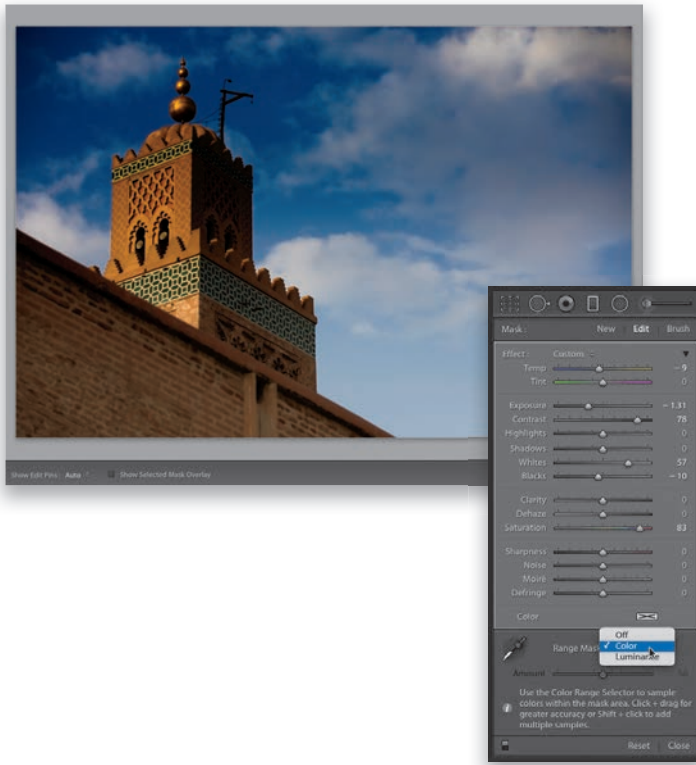 Show Edit Pins: Auto Show Selected Mask Overlay
Mask: New Edit Brush
Effect: Custom
Temp -9
Tint 0
Exposure -1.31
Contrast 78
Highlights 0
Shadows 0
Whites 57
Blacks -10
Clarity 0
Dehaze 0
Saturation 83
Sharpness 0
Noise 0
Moiré 0
Defringe 0
Color
Off
Range Mask Color
Luminance
Amount 50
Use the Color Range Selector to sample
colors within the mask area. Click + drag for
greater accuracy or Shift + click to add
multiple samples.
Reset Close